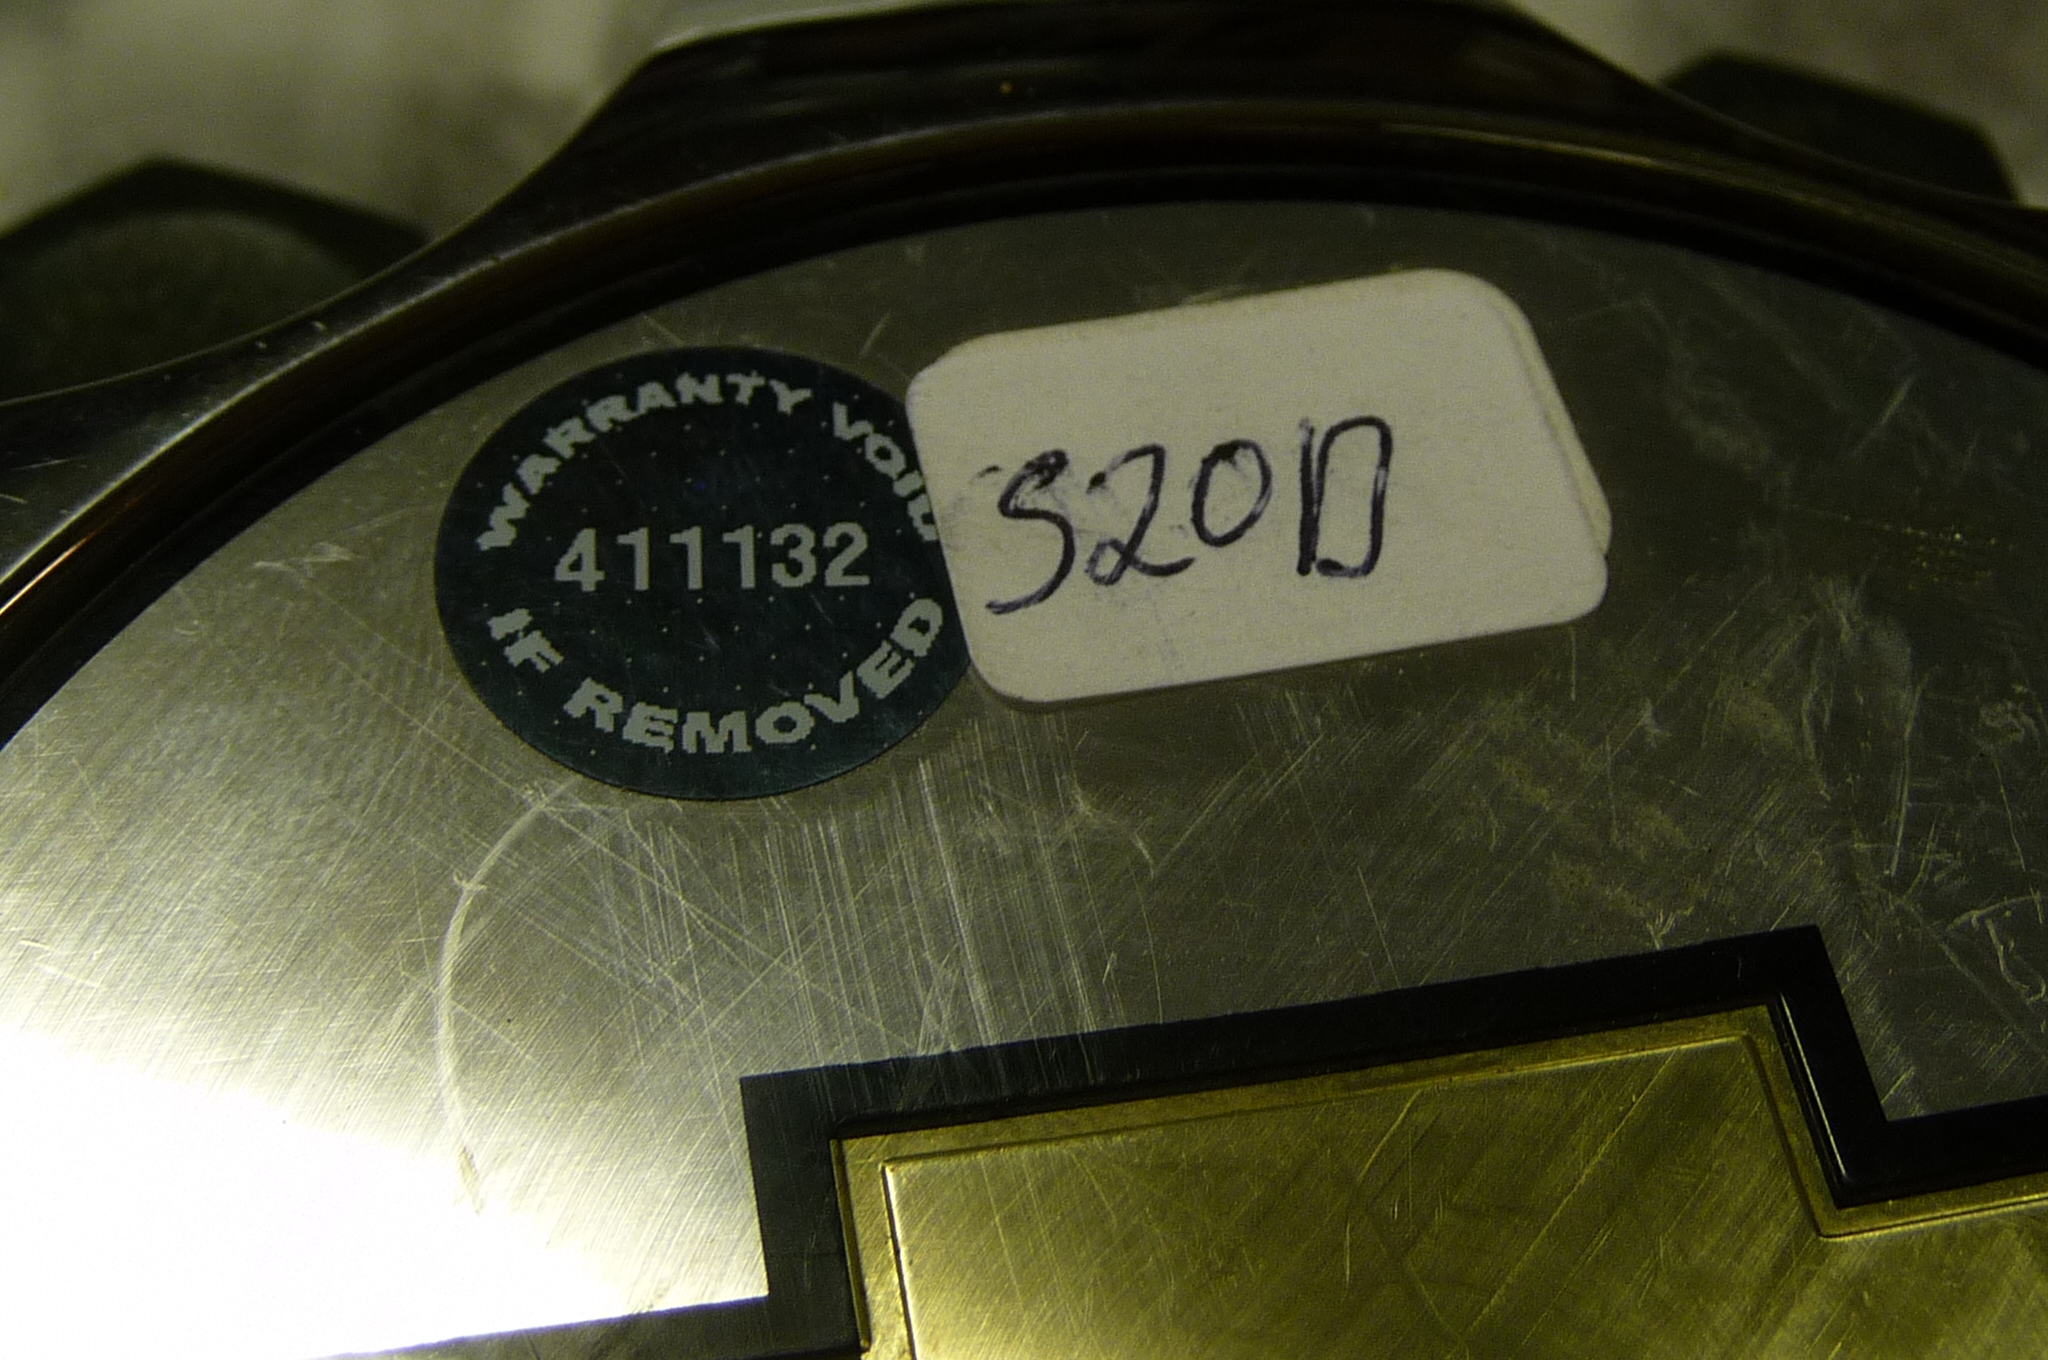 WARRANTY VOID
411132
IF REMOVED
S20D